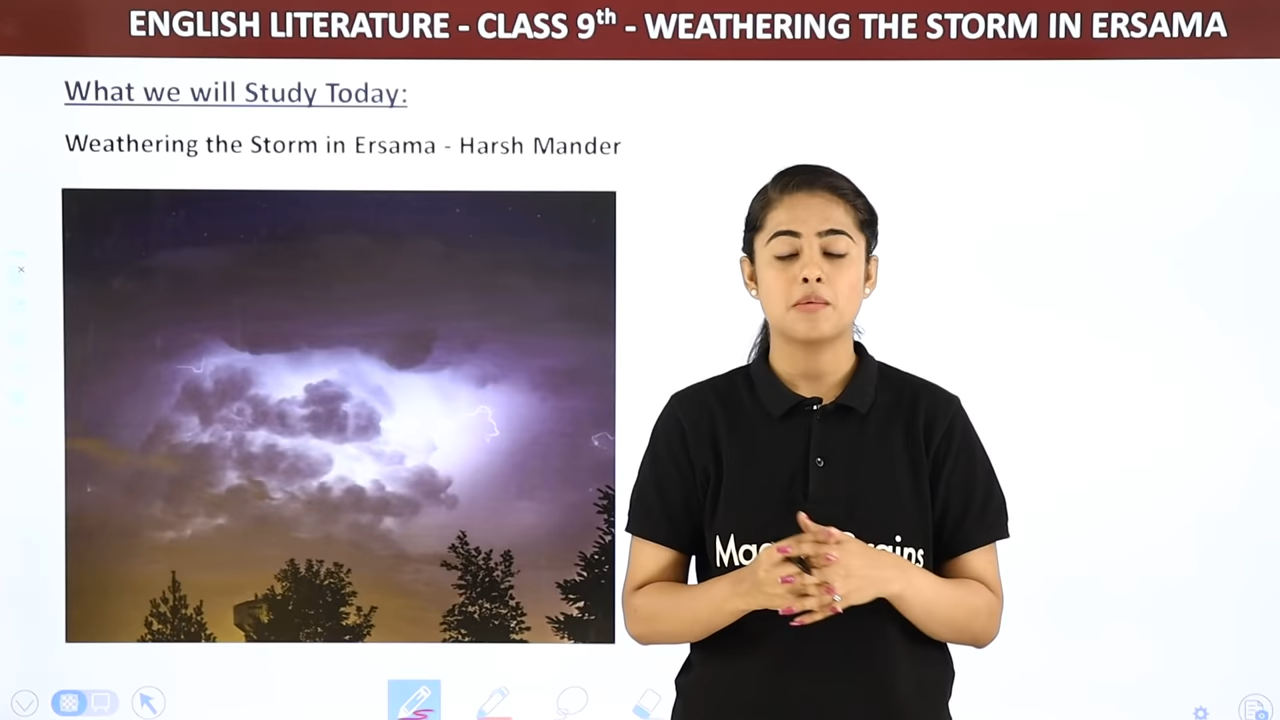 ENGLISH LITERATURE - CLASS 9th - WEATHERING THE STORM IN ERSAMA
What we will Study Today:
Weathering the Storm in Ersama - Harsh Mander